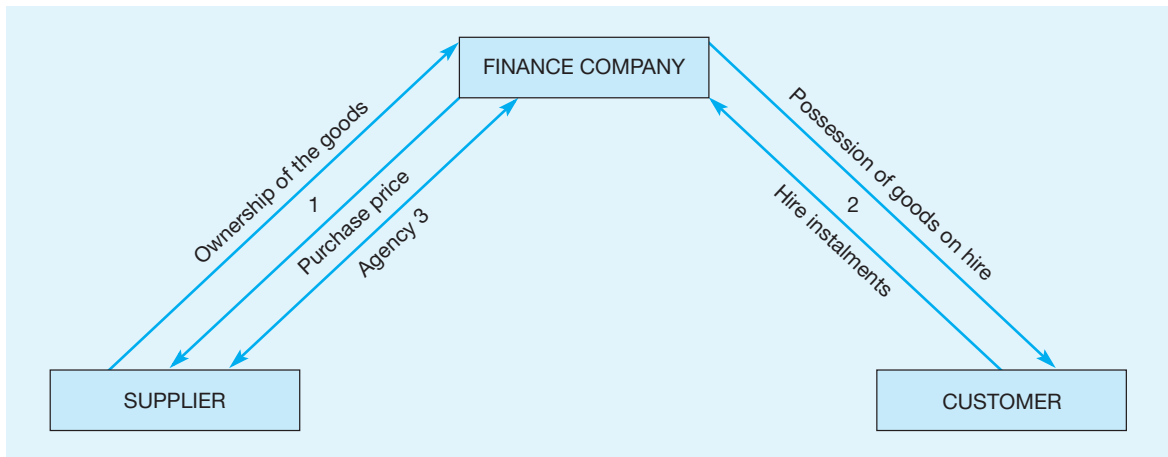 FINANCE COMPANY
Ownership of the goods
1
Purchase price
Agency 3
Possession of goods on hire
2
Hire instalments
SUPPLIER
CUSTOMER